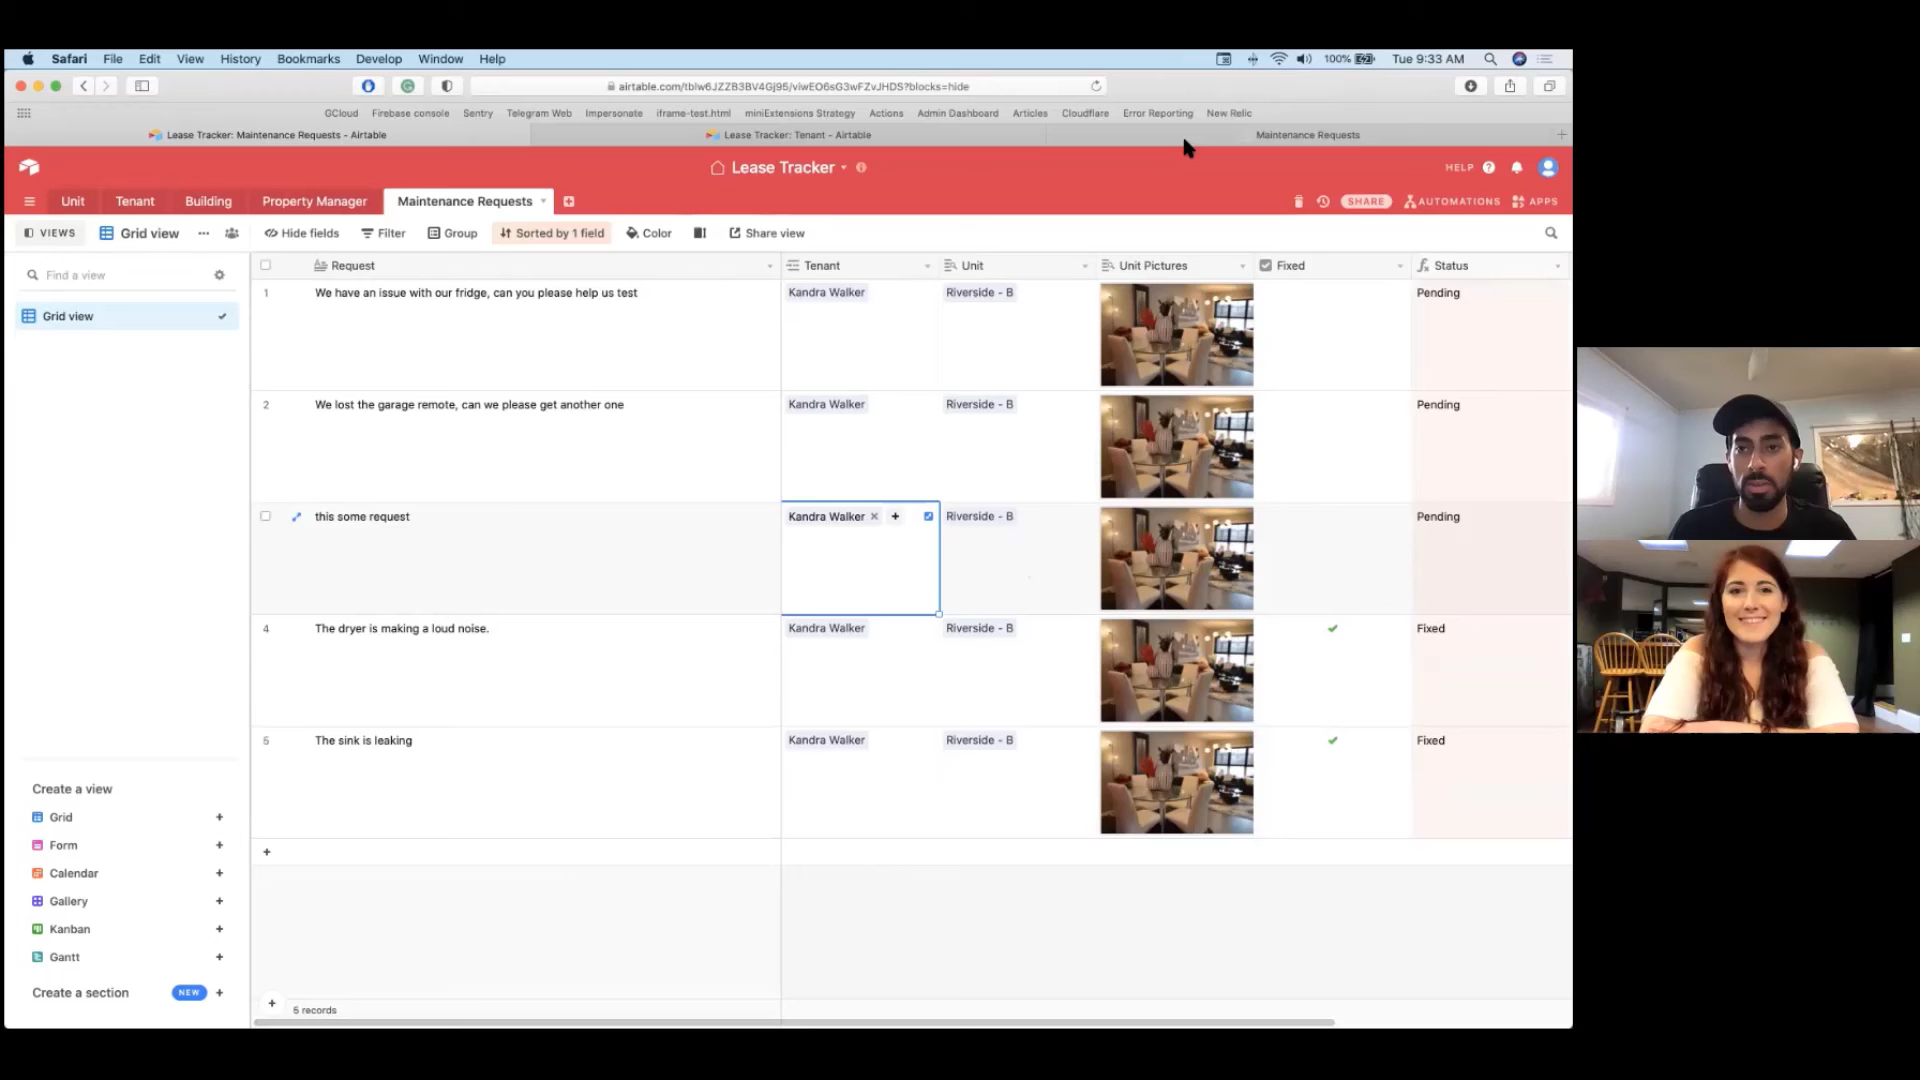 Safari File Edit View History Bookmarks Develop Window Help 100% Tue 9:33 AM
airtable.com/tblw6JZZB3BV4Gj95/viwEO6sG3wFZvJHDS?blocks=hide
GCloud Firebase console Sentry Telegram Web Impersonate iframe-test.html miniExtensions Strategy Actions Admin Dashboard Articles Cloudflare Error Reporting New Relic
Lease Tracker: Maintenance Requests - Airtable Lease Tracker: Tenant - Airtable Maintenance Requests
Lease Tracker HELP
Unit Tenant Building Property Manager Maintenance Requests SHARE AUTOMATIONS APPS
VIEWS Grid view ... Hide fields Filter Group Sorted by 1 field Color Share view
Find a view
Grid view
Request Tenant Unit Unit Pictures Fixed Status
1 We have an issue with our fridge, can you please help us test Kandra Walker Riverside - B Pending
2 We lost the garage remote, can we please get another one Kandra Walker Riverside - B Pending
this some request Kandra Walker × + Riverside - B Pending
4 The dryer is making a loud noise. Kandra Walker Riverside - B Fixed
5 The sink is leaking Kandra Walker Riverside - B Fixed
+
Create a view
Grid +
Form +
Calendar +
Gallery +
Kanban +
Gantt +
Create a section NEW +
+ 5 records